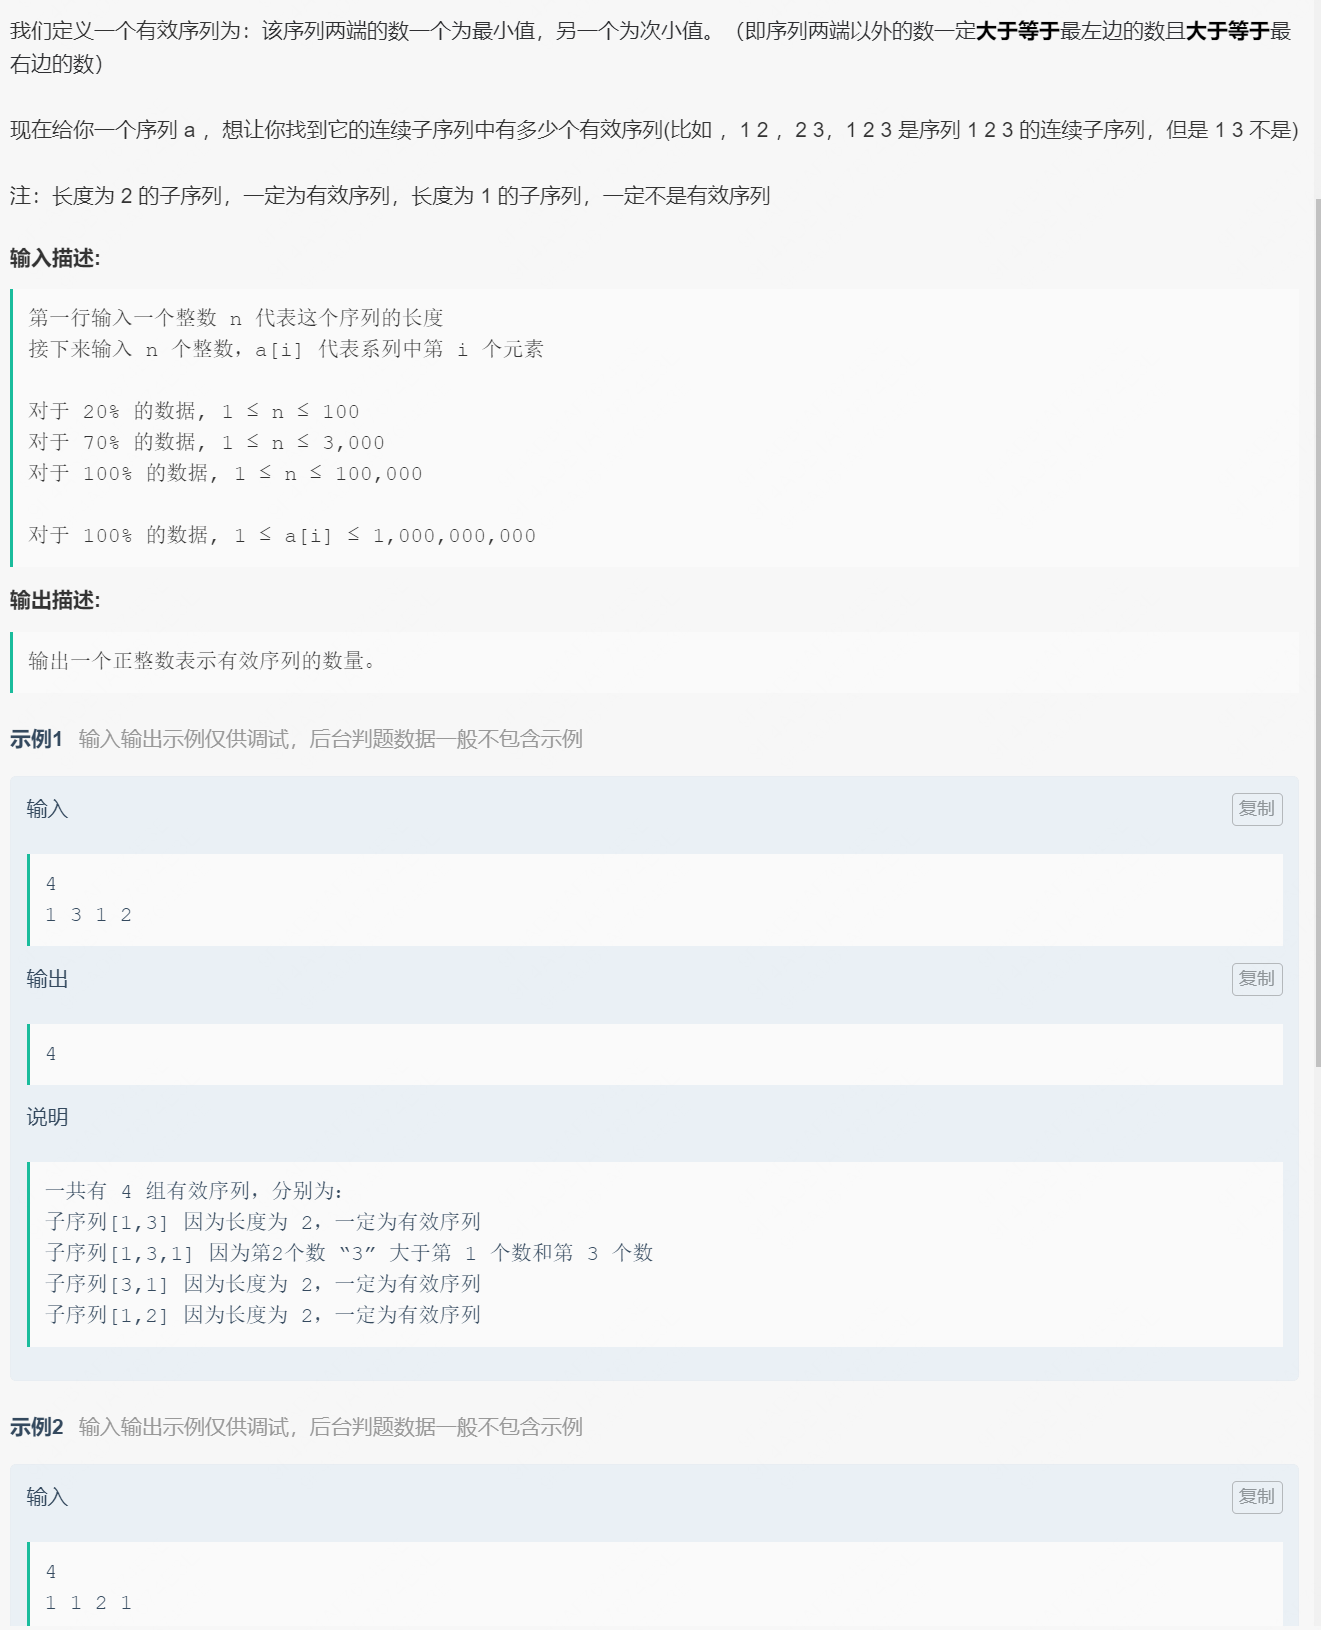 我们定义一个有效序列为：该序列两端的数一个为最小值，另一个为次小值。（即序列两端以外的数一定大于等于最左边的数且大于等于最
右边的数）
现在给你一个序列 a ，想让你找到它的连续子序列中有多少个有效序列(比如 ，1 2 ，2 3，1 2 3 是序列 1 2 3 的连续子序列，但是 1 3 不是)
注：长度为 2 的子序列，一定为有效序列，长度为 1 的子序列，一定不是有效序列
输入描述:
第一行输入一个整数 n 代表这个序列的长度
接下来输入 n 个整数，a[i] 代表系列中第 i 个元素
对于 20% 的数据, 1 ≤ n ≤ 100
对于 70% 的数据, 1 ≤ n ≤ 3,000
对于 100% 的数据, 1 ≤ n ≤ 100,000
对于 100% 的数据, 1 ≤ a[i] ≤ 1,000,000,000
输出描述:
输出一个正整数表示有效序列的数量。
示例1 输入输出示例仅供调试，后台判题数据一般不包含示例
输入 复制
4
1 3 1 2
输出 复制
4
说明
一共有 4 组有效序列，分别为：
子序列[1,3] 因为长度为 2，一定为有效序列
子序列[1,3,1] 因为第2个数 “3” 大于第 1 个数和第 3 个数
子序列[3,1] 因为长度为 2，一定为有效序列
子序列[1,2] 因为长度为 2，一定为有效序列
示例2 输入输出示例仅供调试，后台判题数据一般不包含示例
输入 复制
4
1 1 2 1